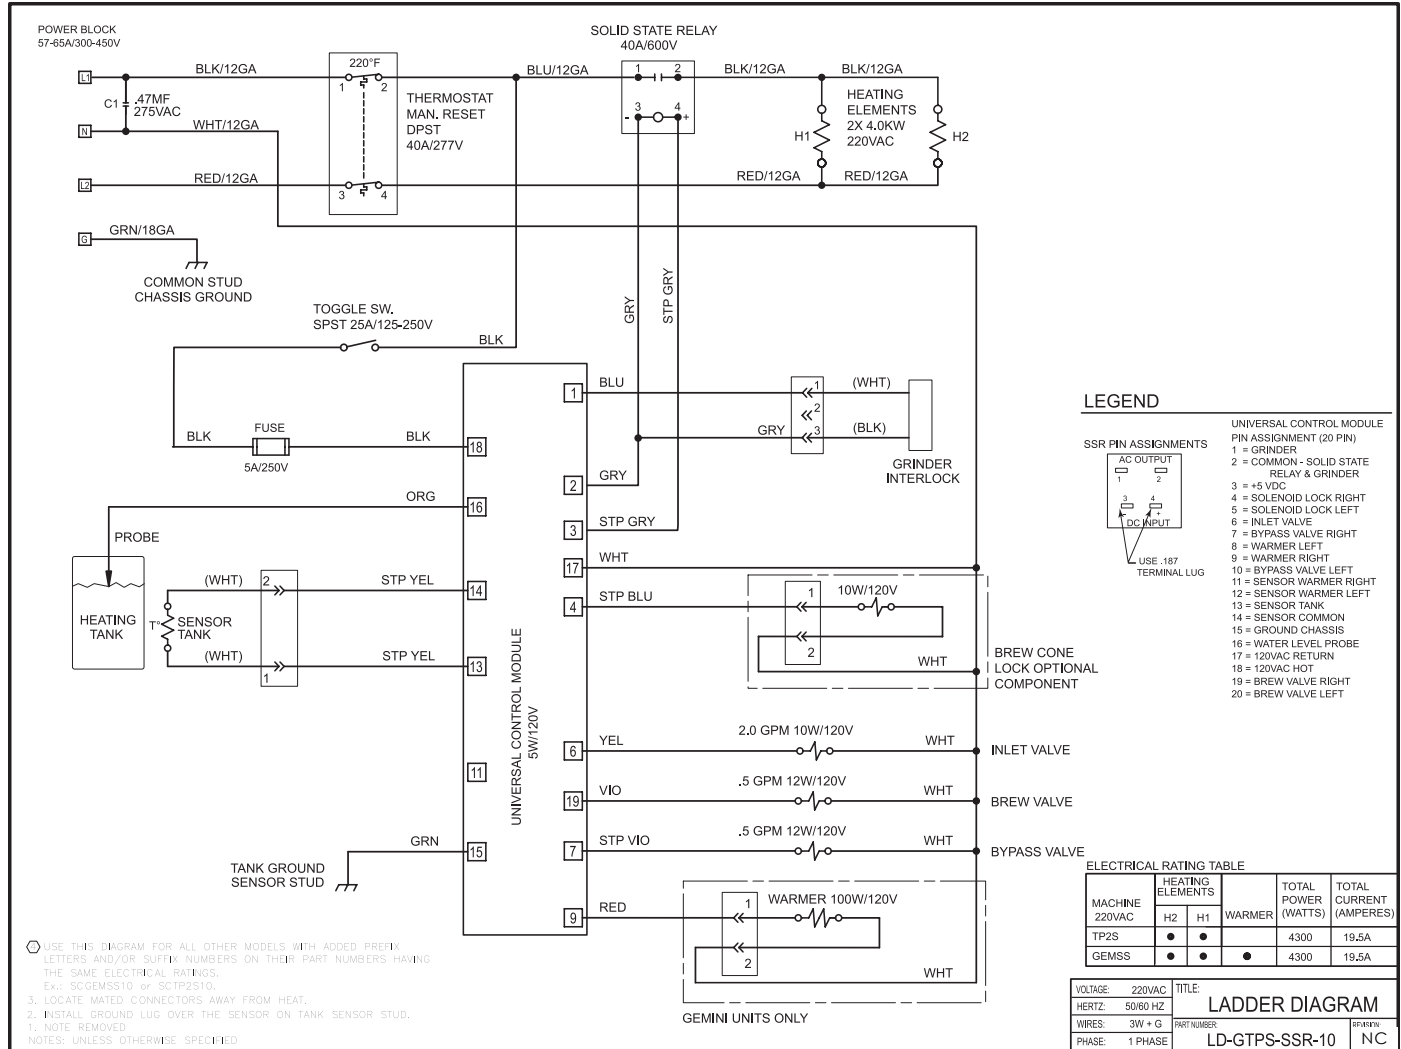 POWER BLOCK
57-65A/300-450V
L1
N
L2
G
C1
.47MF
275VAC
BLK/12GA
WHT/12GA
RED/12GA
GRN/18GA
COMMON STUD
CHASSIS GROUND
220°F
1
2
3
4
THERMOSTAT
MAN. RESET
DPST
40A/277V
BLU/12GA
SOLID STATE RELAY
40A/600V
1
2
3
4
-
+
BLK/12GA
BLK/12GA
HEATING
ELEMENTS
2X 4.0KW
220VAC
H1
H2
RED/12GA
RED/12GA
GRY
STP GRY
TOGGLE SW.
SPST 25A/125-250V
BLK
BLK
FUSE
5A/250V
BLK
ORG
PROBE
HEATING
TANK
T°
SENSOR
TANK
(WHT)
(WHT)
2
1
STP YEL
STP YEL
GRN
TANK GROUND
SENSOR STUD
18
16
14
13
11
15
UNIVERSAL CONTROL MODULE
5W/120V
1
2
3
17
4
6
19
7
9
BLU
GRY
STP GRY
WHT
STP BLU
YEL
VIO
STP VIO
RED
1
2
3
GRY
(WHT)
(BLK)
GRINDER
INTERLOCK
1
2
10W/120V
WHT
BREW CONE
LOCK OPTIONAL
COMPONENT
2.0 GPM 10W/120V
WHT
INLET VALVE
.5 GPM 12W/120V
WHT
BREW VALVE
.5 GPM 12W/120V
WHT
BYPASS VALVE
1
2
WARMER 100W/120V
WHT
GEMINI UNITS ONLY
LEGEND
SSR PIN ASSIGNMENTS
AC OUTPUT
1
2
3
4
-
+
DC INPUT
USE .187
TERMINAL LUG
UNIVERSAL CONTROL MODULE
PIN ASSIGNMENT (20 PIN)
1 = GRINDER
2 = COMMON - SOLID STATE
RELAY & GRINDER
3 = +5 VDC
4 = SOLENOID LOCK RIGHT
5 = SOLENOID LOCK LEFT
6 = INLET VALVE
7 = BYPASS VALVE RIGHT
8 = WARMER LEFT
9 = WARMER RIGHT
10 = BYPASS VALVE LEFT
11 = SENSOR WARMER RIGHT
12 = SENSOR WARMER LEFT
13 = SENSOR TANK
14 = SENSOR COMMON
15 = GROUND CHASSIS
16 = WATER LEVEL PROBE
17 = 120VAC RETURN
18 = 120VAC HOT
19 = BREW VALVE RIGHT
20 = BREW VALVE LEFT
ELECTRICAL RATING TABLE
MACHINE
220VAC
HEATING
ELEMENTS
H2 H1
WARMER
TOTAL
POWER
(WATTS)
TOTAL
CURRENT
(AMPERES)
TP2S ● ● 4300 19.5A
GEMSS ● ● ● 4300 19.5A
VOLTAGE: 220VAC
HERTZ: 50/60 HZ
WIRES: 3W + G
PHASE: 1 PHASE
TITLE:
LADDER DIAGRAM
PART NUMBER:
LD-GTPS-SSR-10
REVISION:
NC
4 USE THIS DIAGRAM FOR ALL OTHER MODELS WITH ADDED PREFIX
LETTERS AND/OR SUFFIX NUMBERS ON THEIR PART NUMBERS HAVING
THE SAME ELECTRICAL RATINGS.
Ex.: SCGEMSS10 or SCTP2S10.
3. LOCATE MATED CONNECTORS AWAY FROM HEAT.
2. INSTALL GROUND LUG OVER THE SENSOR ON TANK SENSOR STUD.
1. NOTE REMOVED
NOTES: UNLESS OTHERWISE SPECIFIED